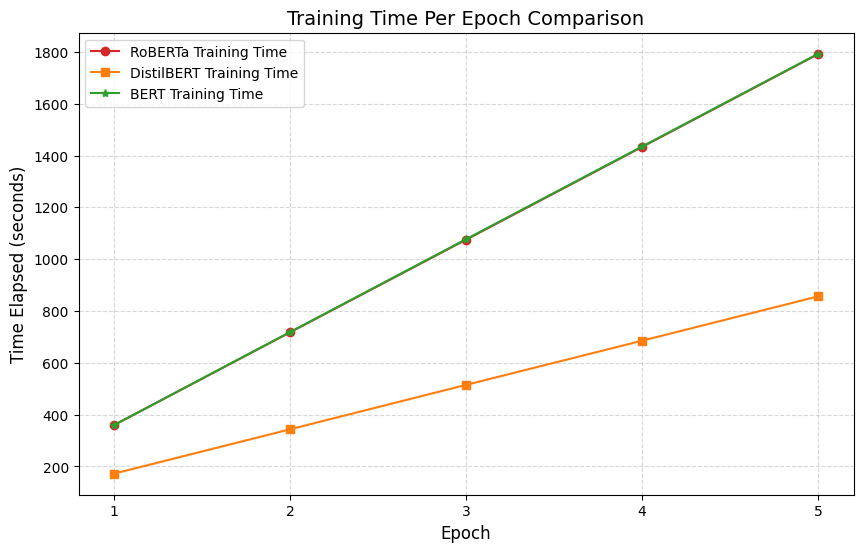 Training Time Per Epoch Comparison
RoBERTa Training Time
DistilBERT Training Time
BERT Training Time
Time Elapsed (seconds)
1800
1600
1400
1200
1000
800
600
400
200
1 2 3 4 5
Epoch